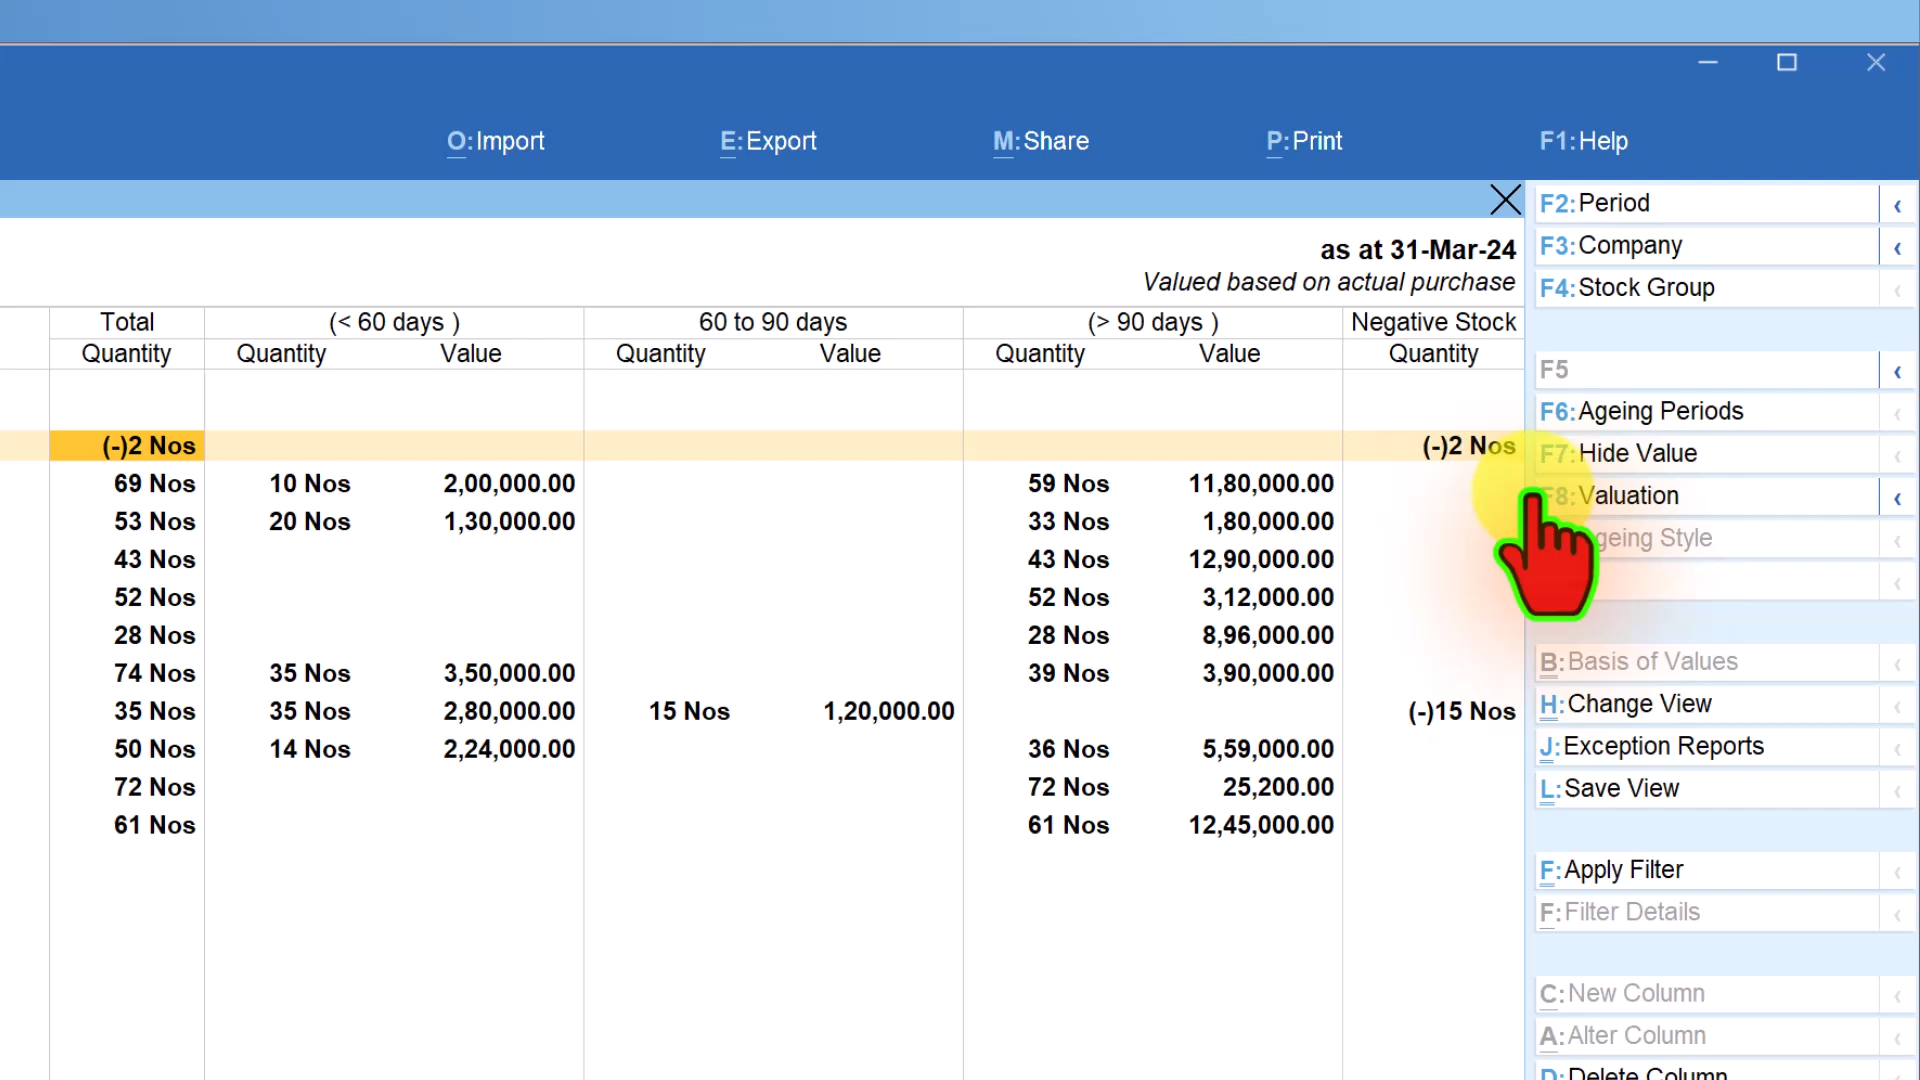 O:Import E:Export M:Share P:Print F1:Help
F2:Period
as at 31-Mar-24 F3:Company
Valued based on actual purchase F4:Stock Group
Total (< 60 days ) 60 to 90 days (> 90 days ) Negative Stock
Quantity Quantity Value Quantity Value Quantity Value Quantity
F5
F6:Ageing Periods
(-)2 Nos (-)2 Nos F7:Hide Value
69 Nos 10 Nos 2,00,000.00 59 Nos 11,80,000.00 F8:Valuation
53 Nos 20 Nos 1,30,000.00 33 Nos 1,80,000.00 Style
43 Nos 43 Nos 12,90,000.00
52 Nos 52 Nos 3,12,000.00
28 Nos 28 Nos 8,96,000.00 B:Basis of Values
74 Nos 35 Nos 3,50,000.00 39 Nos 3,90,000.00
35 Nos 35 Nos 2,80,000.00 15 Nos 1,20,000.00 (-)15 Nos H:Change View
50 Nos 14 Nos 2,24,000.00 36 Nos 5,59,000.00 J:Exception Reports
72 Nos 72 Nos 25,200.00 L:Save View
61 Nos 61 Nos 12,45,000.00
F:Apply Filter
F:Filter Details
C:New Column
A:Alter Column
D:Delete Column